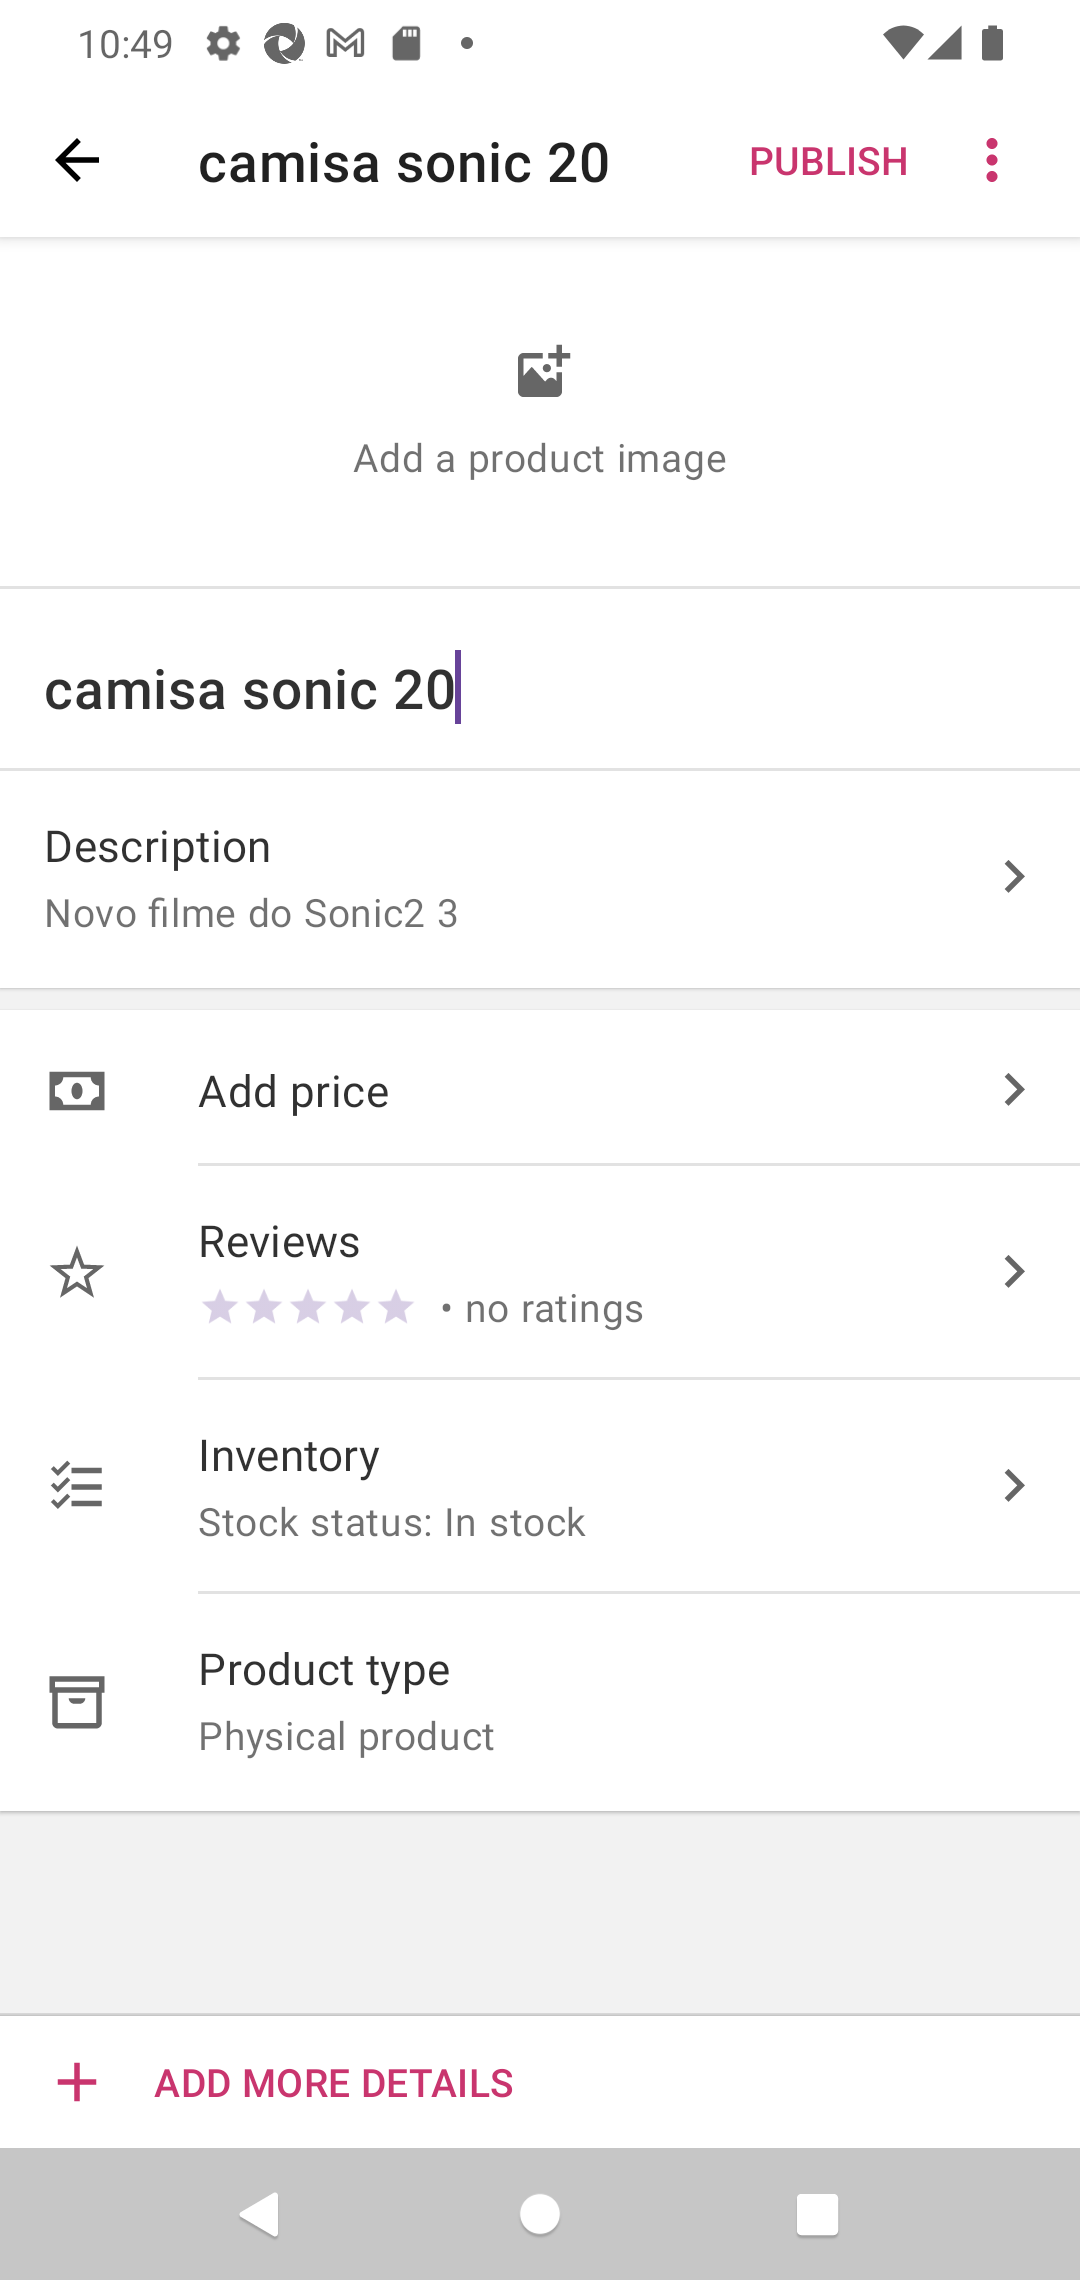 10:49
camisa sonic 20
PUBLISH
Add a product image
camisa sonic 20
Description
Novo filme do Sonic2 3
Add price
Reviews
• no ratings
Inventory
Stock status: In stock
Product type
Physical product
ADD MORE DETAILS